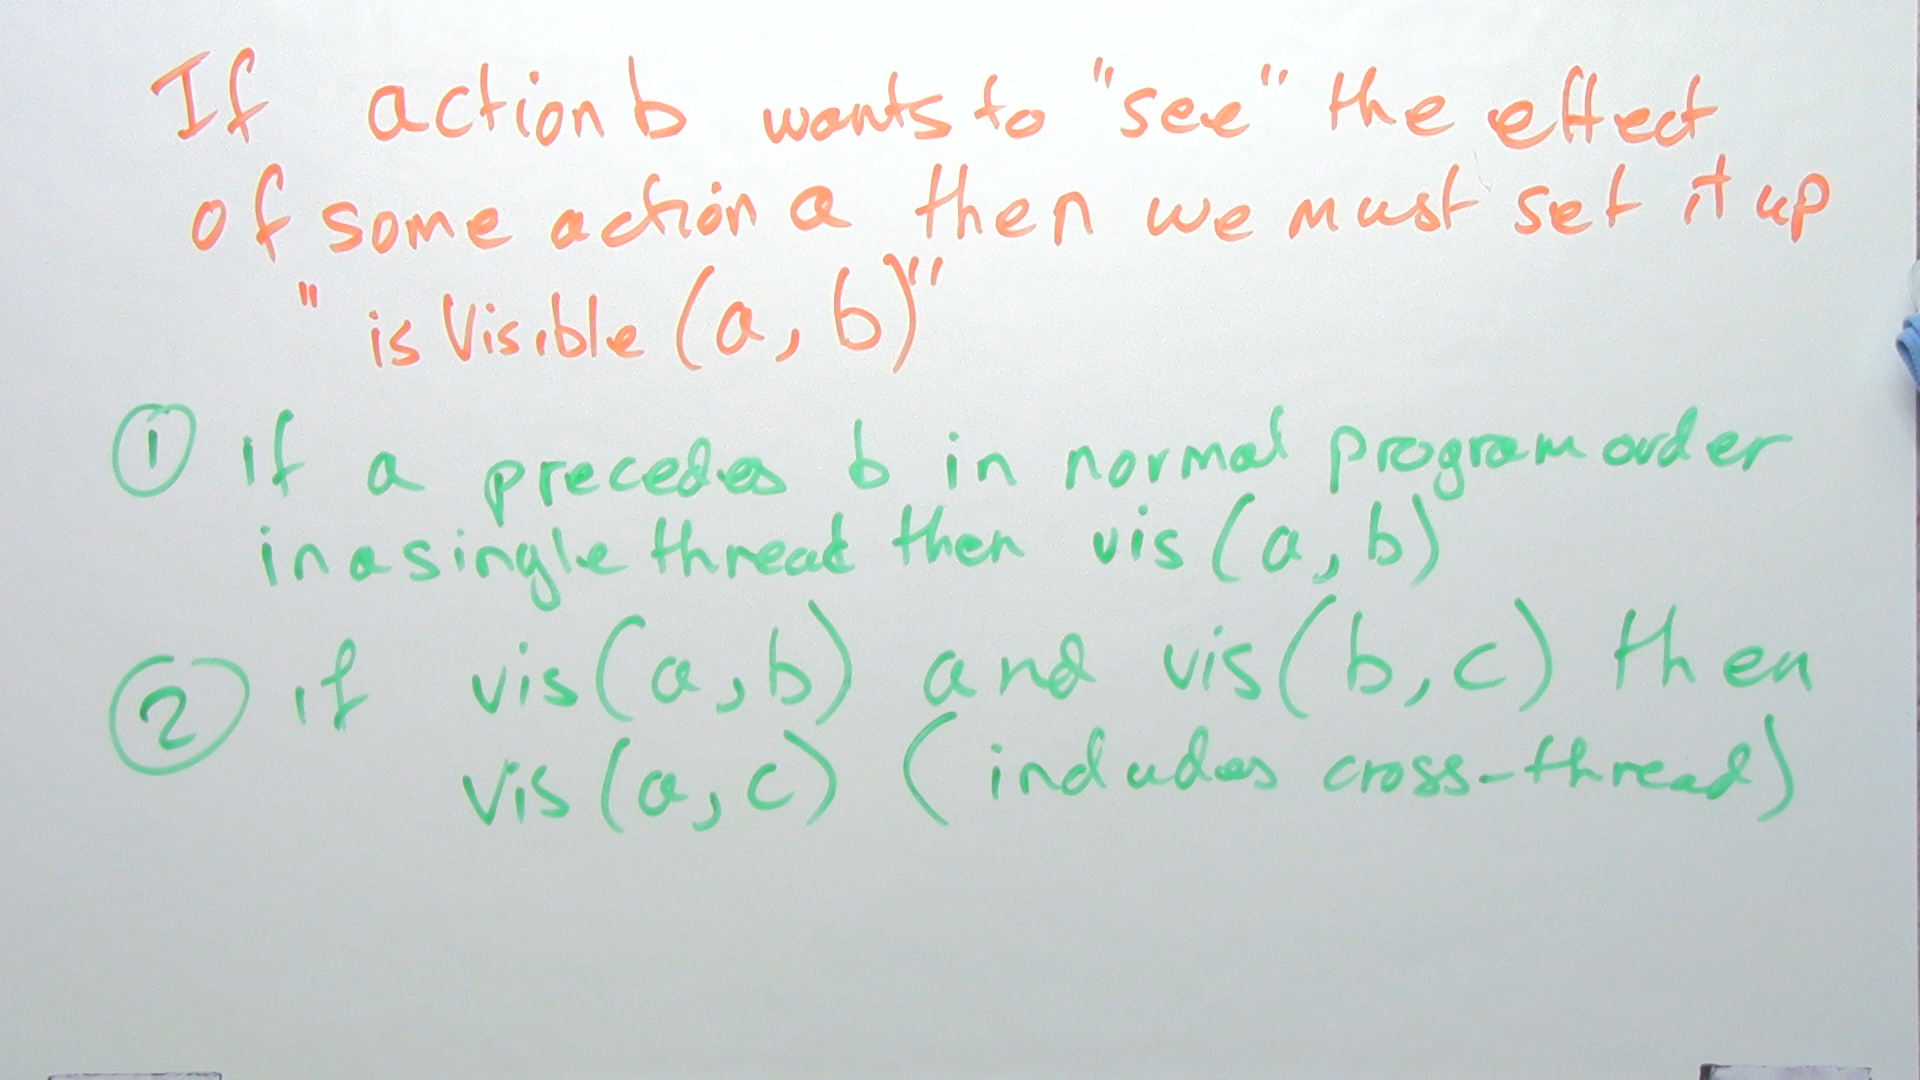 If action b wants to "see" the effect
of some action a then we must set it up
"is Visible (a, b)"
① if a precedes b in normal program order
in a single thread then vis (a, b)
② if vis(a, b) and vis(b, c) then
vis (a, c) (includes cross-thread)